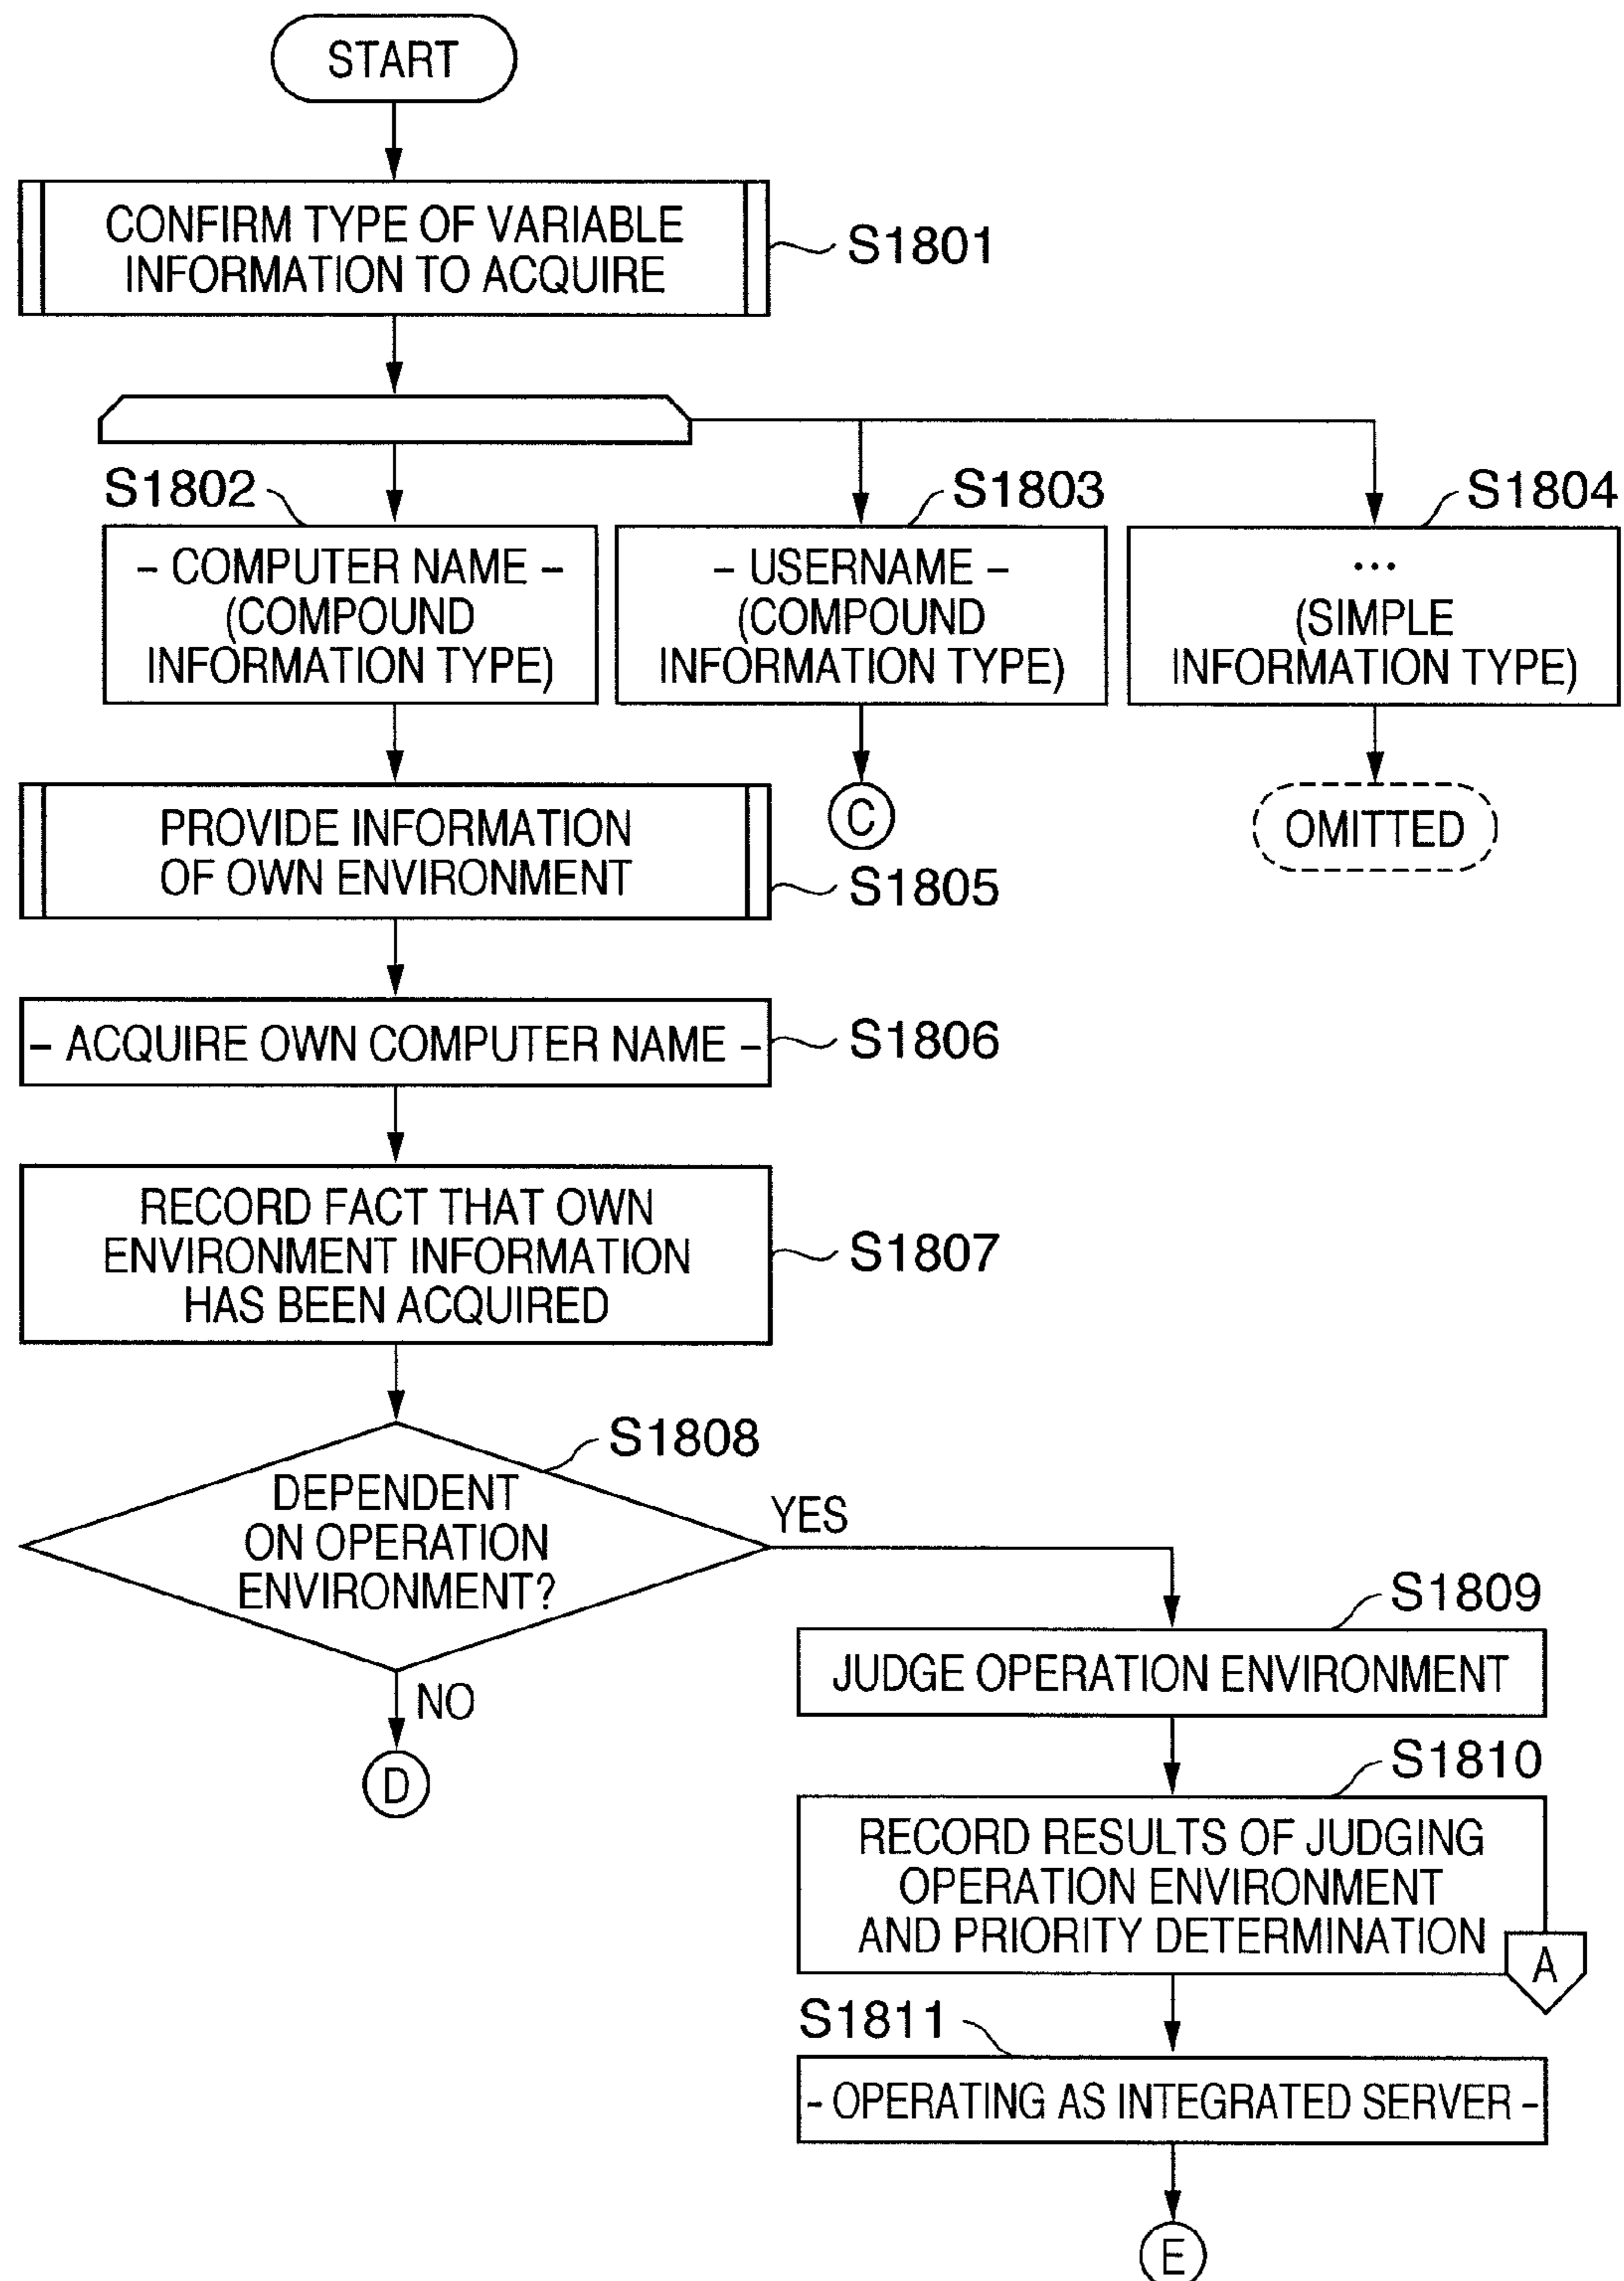 START
CONFIRM TYPE OF VARIABLE
INFORMATION TO ACQUIRE
S1801
S1802
S1803
S1804
– COMPUTER NAME –
(COMPOUND
INFORMATION TYPE)
– USERNAME –
(COMPOUND
INFORMATION TYPE)
...
(SIMPLE
INFORMATION TYPE)
PROVIDE INFORMATION
OF OWN ENVIRONMENT
S1805
C
OMITTED
– ACQUIRE OWN COMPUTER NAME –
S1806
RECORD FACT THAT OWN
ENVIRONMENT INFORMATION
HAS BEEN ACQUIRED
S1807
S1808
DEPENDENT
ON OPERATION
ENVIRONMENT?
YES
NO
D
S1809
JUDGE OPERATION ENVIRONMENT
S1810
RECORD RESULTS OF JUDGING
OPERATION ENVIRONMENT
AND PRIORITY DETERMINATION
A
S1811
- OPERATING AS INTEGRATED SERVER -
E